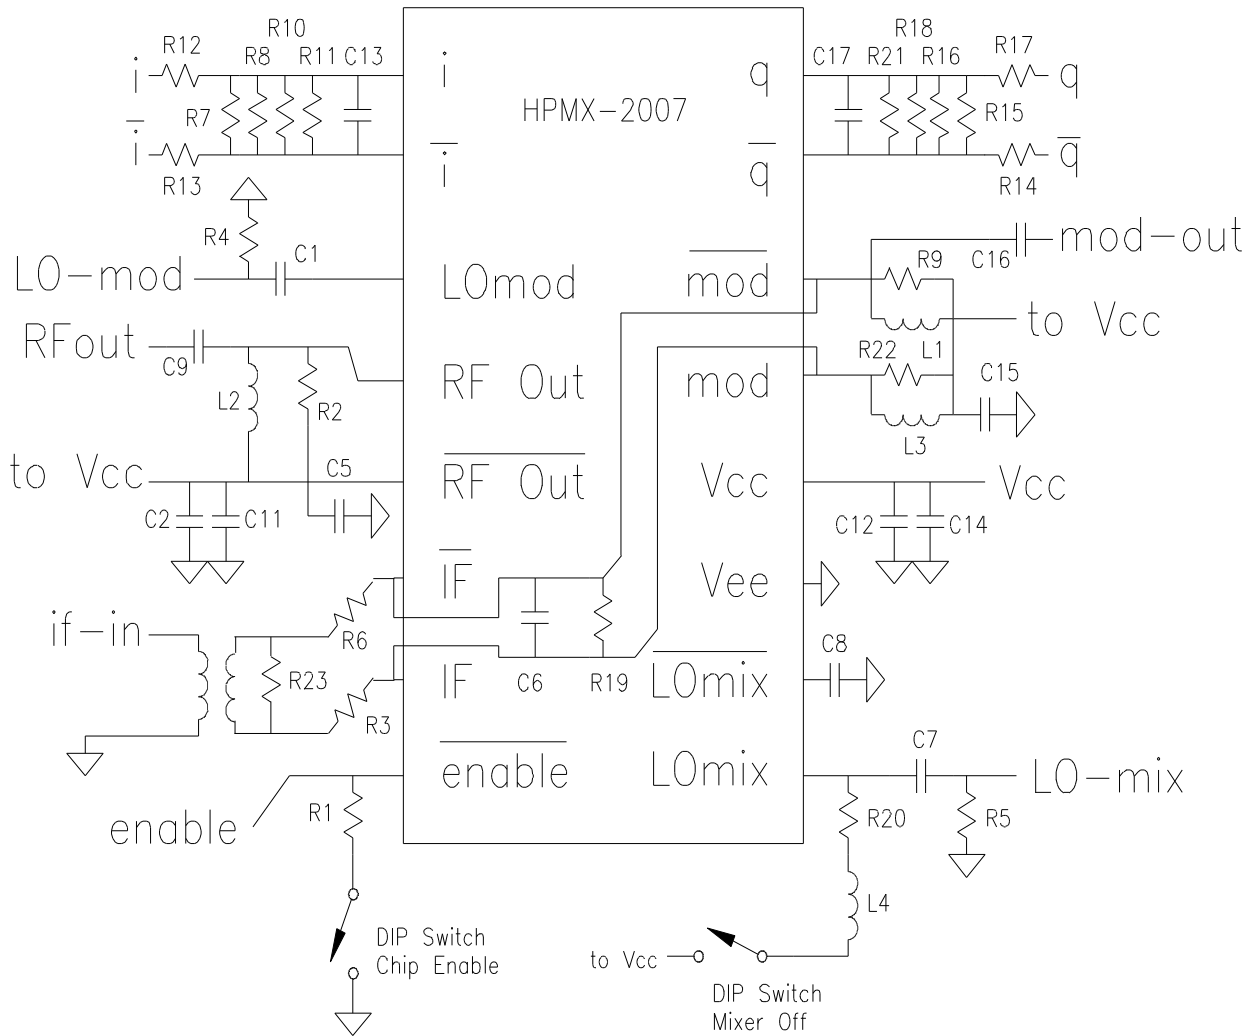 R10
R12 R8 R11 C13
i
R7
i
R13
R4
C1
LO-mod
RFout
C9
L2
R2
to Vcc
C5
C2 C11
if-in
R6
R23
R3
enable
R1
DIP Switch
Chip Enable
HPMX-2007
i
i
LOmod
RF Out
RF Out
IF
IF
enable
C6
R19
q
q
mod
mod
Vcc
Vee
LOmix
LOmix
R18
C17 R21 R16 R17
q
R15
q
R14
mod-out
C16
R9
to Vcc
L1
R22
C15
L3
Vcc
C12 C14
C8
C7
LO-mix
R20 R5
L4
to Vcc
DIP Switch
Mixer Off